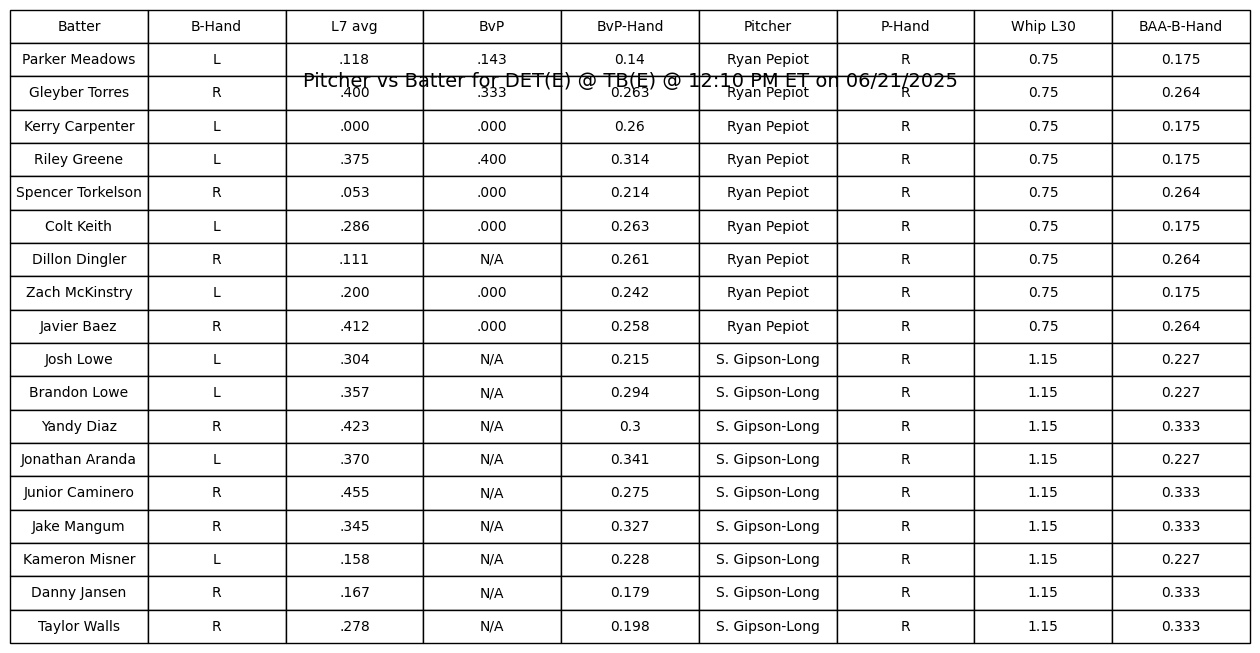 Batter B-Hand L7 avg BvP BvP-Hand Pitcher P-Hand Whip L30 BAA-B-Hand
Parker Meadows L .118 .143 0.14 Ryan Pepiot R 0.75 0.175
Pitcher vs Batter for DET(E) @ TB(E) @ 12:10 PM ET on 06/21/2025
Gleyber Torres R .400 .333 0.263 Ryan Pepiot R 0.75 0.264
Kerry Carpenter L .000 .000 0.26 Ryan Pepiot R 0.75 0.175
Riley Greene L .375 .400 0.314 Ryan Pepiot R 0.75 0.175
Spencer Torkelson R .053 .000 0.214 Ryan Pepiot R 0.75 0.264
Colt Keith L .286 .000 0.263 Ryan Pepiot R 0.75 0.175
Dillon Dingler R .111 N/A 0.261 Ryan Pepiot R 0.75 0.264
Zach McKinstry L .200 .000 0.242 Ryan Pepiot R 0.75 0.175
Javier Baez R .412 .000 0.258 Ryan Pepiot R 0.75 0.264
Josh Lowe L .304 N/A 0.215 S. Gipson-Long R 1.15 0.227
Brandon Lowe L .357 N/A 0.294 S. Gipson-Long R 1.15 0.227
Yandy Diaz R .423 N/A 0.3 S. Gipson-Long R 1.15 0.333
Jonathan Aranda L .370 N/A 0.341 S. Gipson-Long R 1.15 0.227
Junior Caminero R .455 N/A 0.275 S. Gipson-Long R 1.15 0.333
Jake Mangum R .345 N/A 0.327 S. Gipson-Long R 1.15 0.333
Kameron Misner L .158 N/A 0.228 S. Gipson-Long R 1.15 0.227
Danny Jansen R .167 N/A 0.179 S. Gipson-Long R 1.15 0.333
Taylor Walls R .278 N/A 0.198 S. Gipson-Long R 1.15 0.333